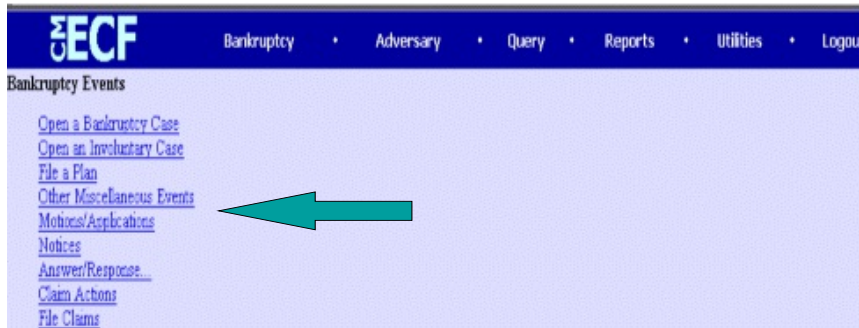 CM ECF Bankruptcy · Adversary · Query · Reports · Utilities · Logou
Bankruptcy Events
Open a Bankruptcy Case
Open an Involuntary Case
File a Plan
Other Miscellaneous Events
Motions/Applications
Notices
Answer/Response...
Claim Actions
File Claims